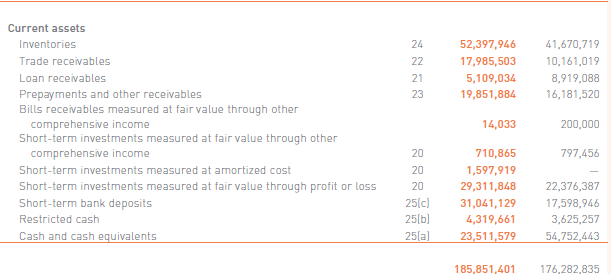 Current assets
Inventories 24 52,397,946 41,670,719
Trade receivables 22 17,985,503 10,161,019
Loan receivables 21 5,109,034 8,919,088
Prepayments and other receivables 23 19,851,884 16,181,520
Bills receivables measured at fair value through other
comprehensive income 14,033 200,000
Short-term investments measured at fair value through other
comprehensive income 20 710,865 797,456
Short-term investments measured at amortized cost 20 1,597,919 —
Short-term investments measured at fair value through profit or loss 20 29,311,848 22,376,387
Short-term bank deposits 25(c) 31,041,129 17,598,946
Restricted cash 25(b) 4,319,661 3,625,257
Cash and cash equivalents 25(a) 23,511,579 54,752,443
185,851,401 176,282,835